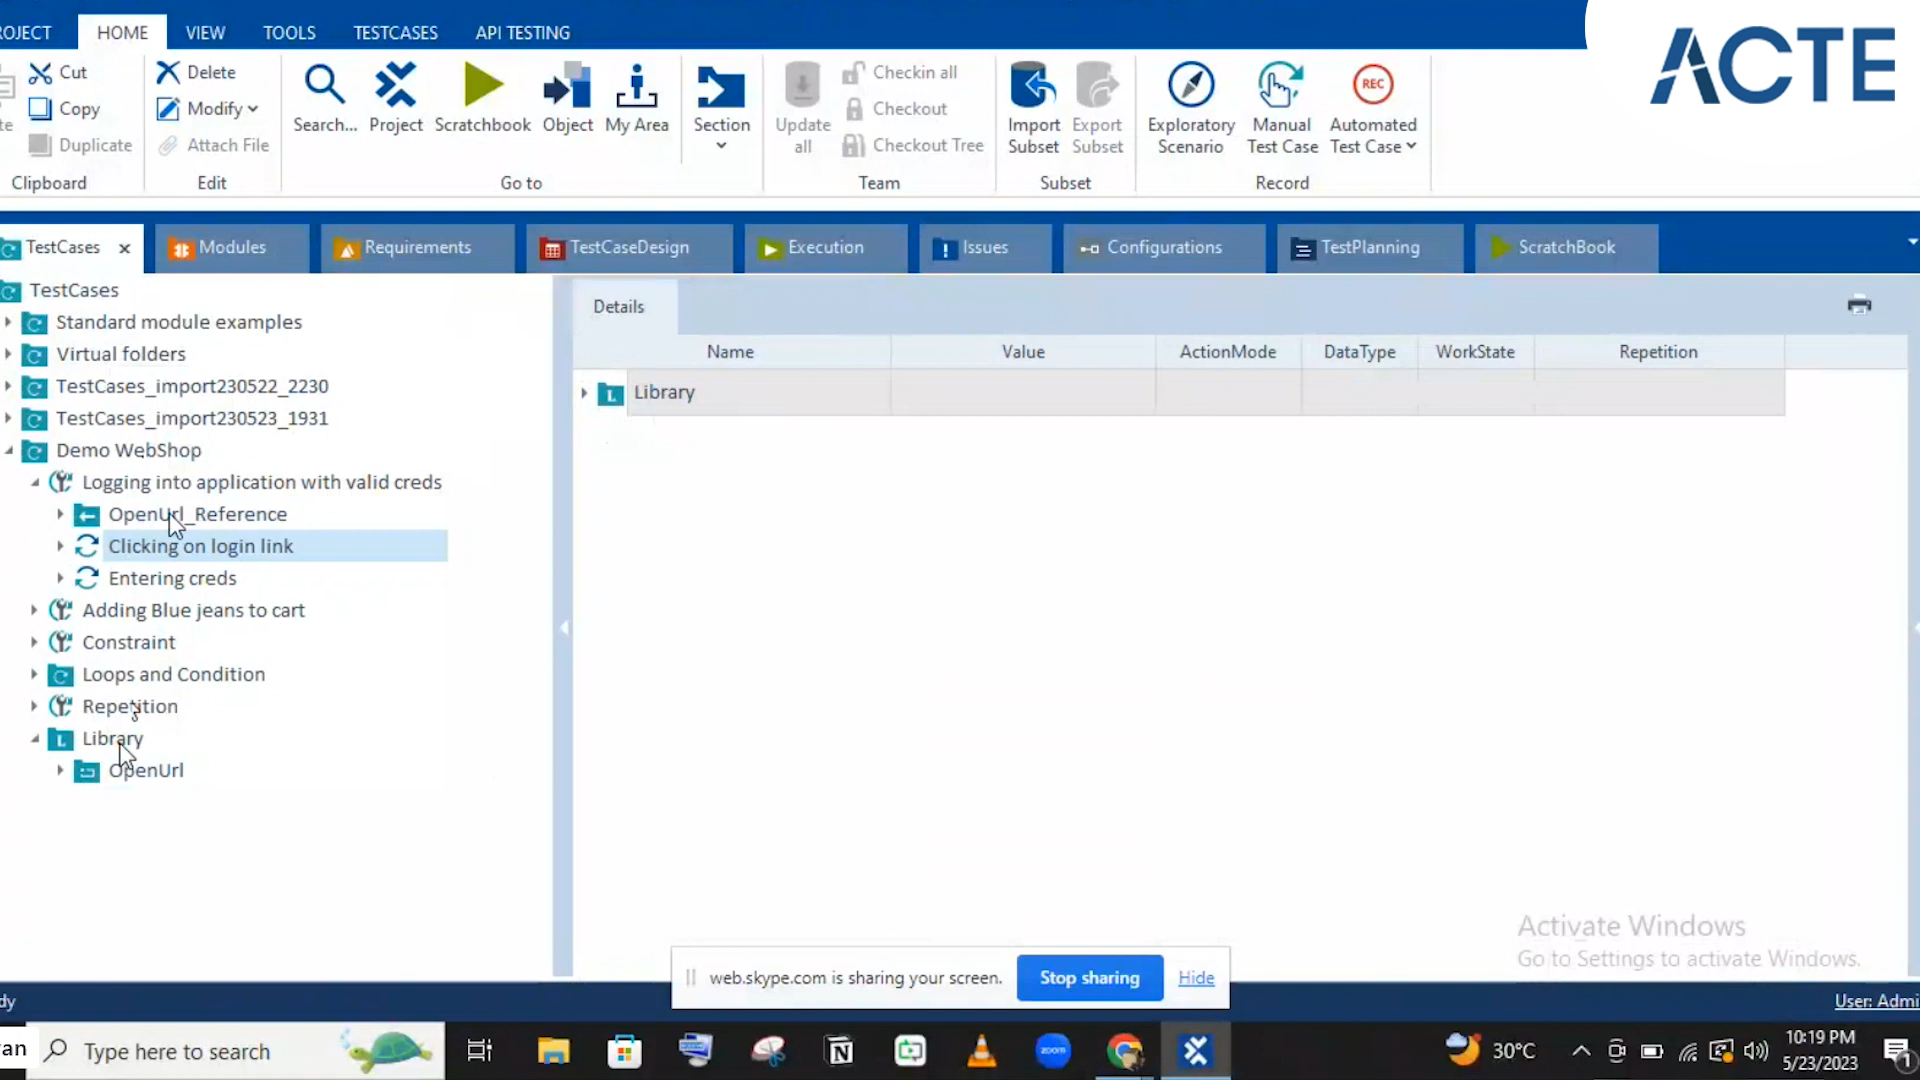 ROJECT HOME VIEW TOOLS TESTCASES API TESTING
ACTE
Cut
Copy
Duplicate
Clipboard
Delete
Modify
Attach File
Edit
Search...
Project
Scratchbook
Object
My Area
Go to
Section
Update all
Checkin all
Checkout
Checkout Tree
Team
Import Subset
Export Subset
Subset
Exploratory Scenario
Manual Test Case
REC
Automated Test Case
Record
TestCases Modules Requirements TestCaseDesign Execution Issues Configurations TestPlanning ScratchBook
TestCases
Standard module examples
Virtual folders
TestCases_import230522_2230
TestCases_import230523_1931
Demo WebShop
Logging into application with valid creds
OpenUrl_Reference
Clicking on login link
Entering creds
Adding Blue jeans to cart
Constraint
Loops and Condition
Repetition
Library
OpenUrl
Details
Name Value ActionMode DataType WorkState Repetition
Library
Activate Windows
Go to Settings to activate Windows.
web.skype.com is sharing your screen. Stop sharing Hide
dy
User: Admi
van
Type here to search
zoom
30°C
10:19 PM
5/23/2023
1